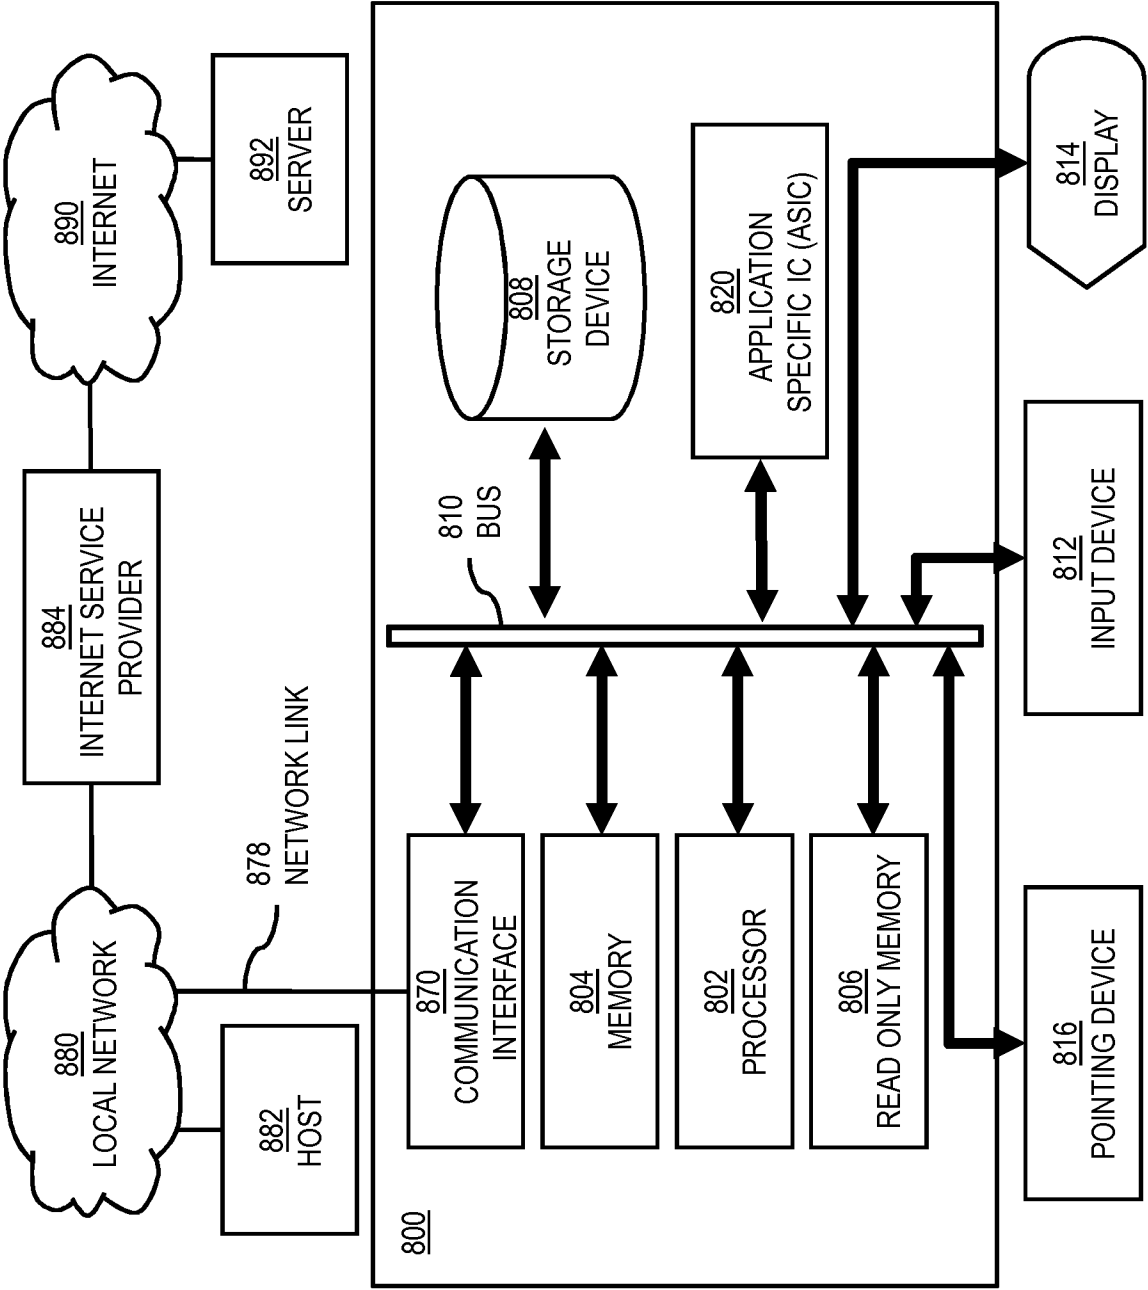 800
880
LOCAL NETWORK
882
HOST
878
NETWORK LINK
884
INTERNET SERVICE
PROVIDER
890
INTERNET
892
SERVER
870
COMMUNICATION
INTERFACE
804
MEMORY
802
PROCESSOR
806
READ ONLY MEMORY
810
BUS
808
STORAGE
DEVICE
820
APPLICATION
SPECIFIC IC (ASIC)
816
POINTING DEVICE
812
INPUT DEVICE
814
DISPLAY